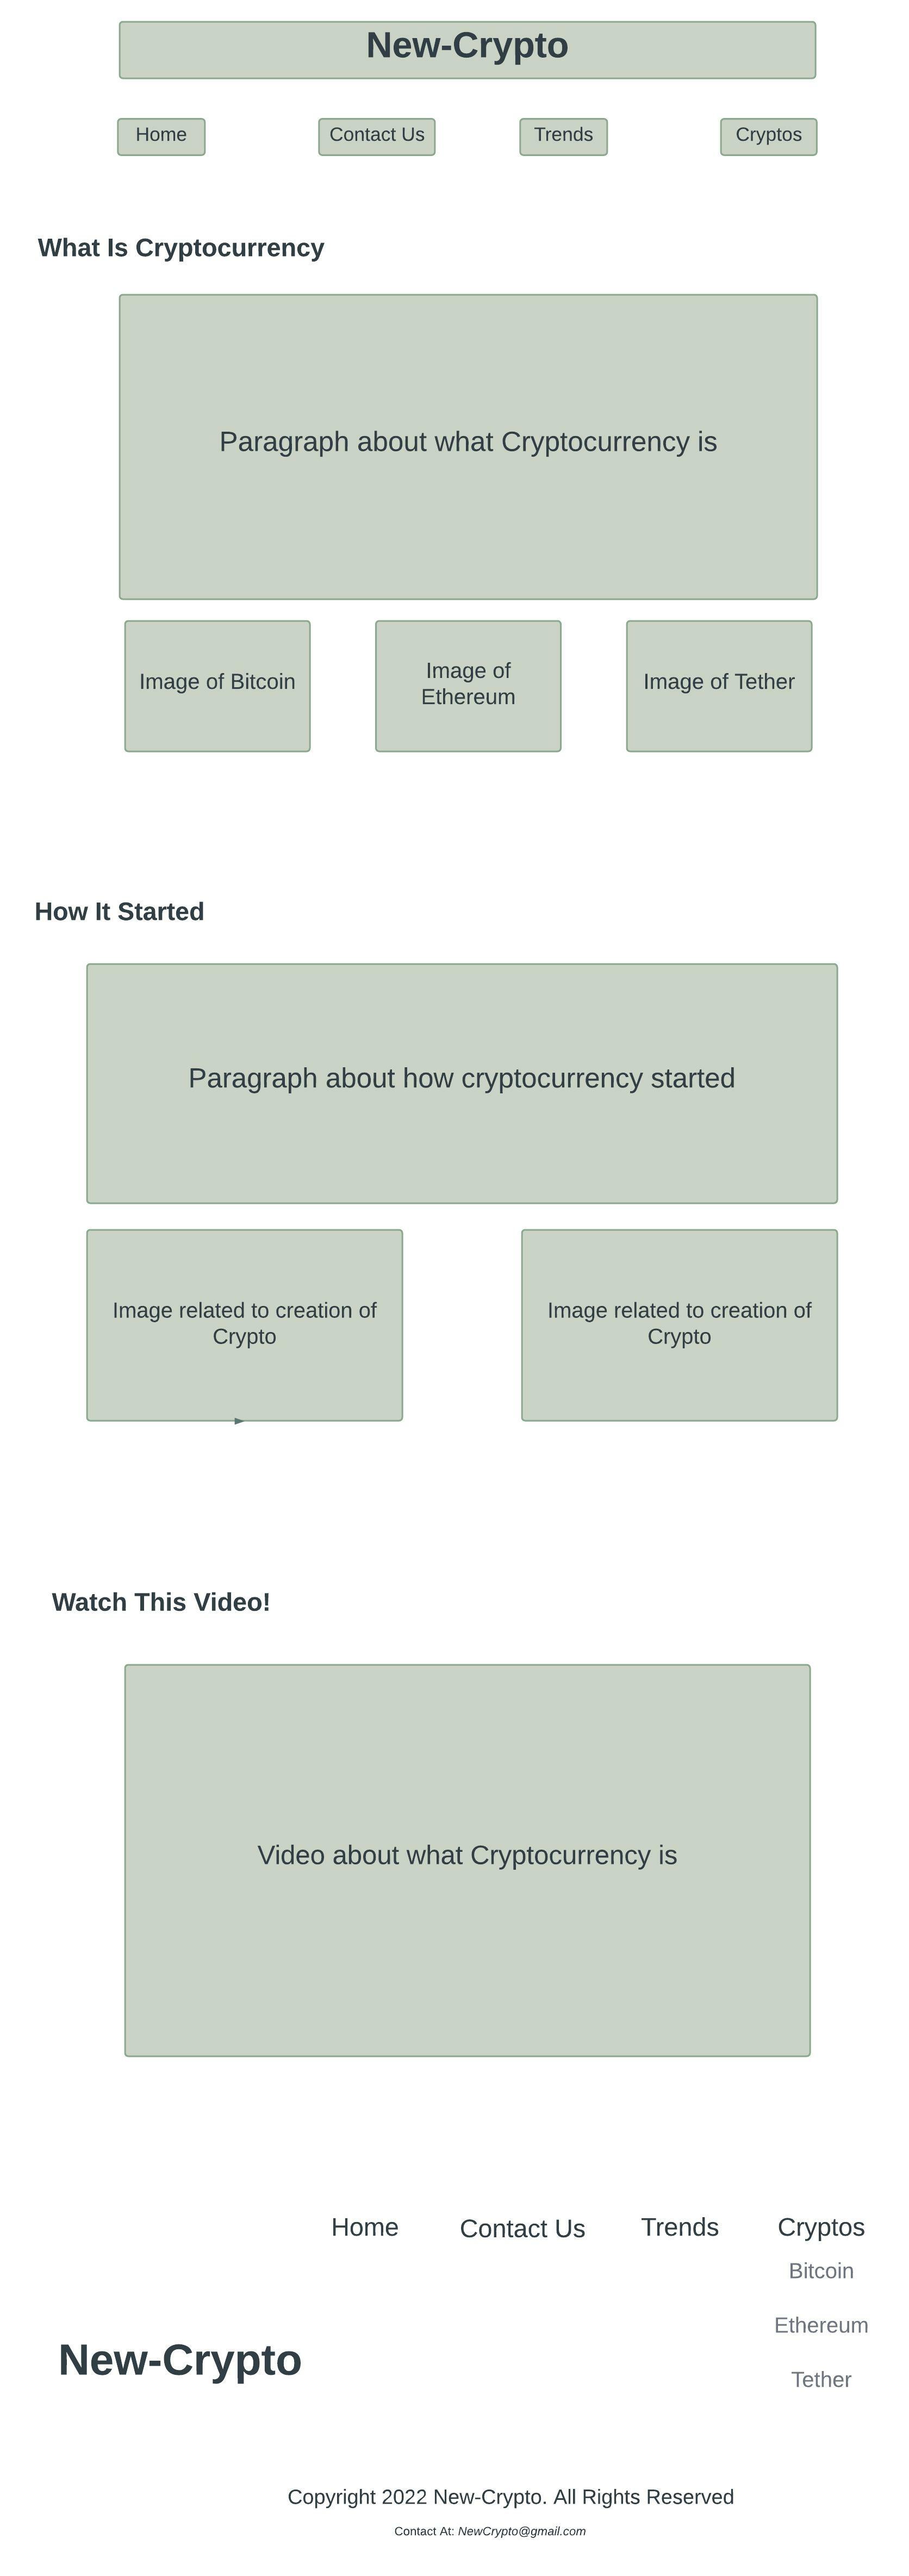 New-Crypto
Home Contact Us Trends Cryptos
What Is Cryptocurrency
Paragraph about what Cryptocurrency is
Image of Bitcoin
Image of
Ethereum
Image of Tether
How It Started
Paragraph about how cryptocurrency started
Image related to creation of
Crypto
Image related to creation of
Crypto
Watch This Video!
Video about what Cryptocurrency is
Home Contact Us Trends Cryptos
Bitcoin
Ethereum
Tether
New-Crypto
Copyright 2022 New-Crypto. All Rights Reserved
Contact At: NewCrypto@gmail.com